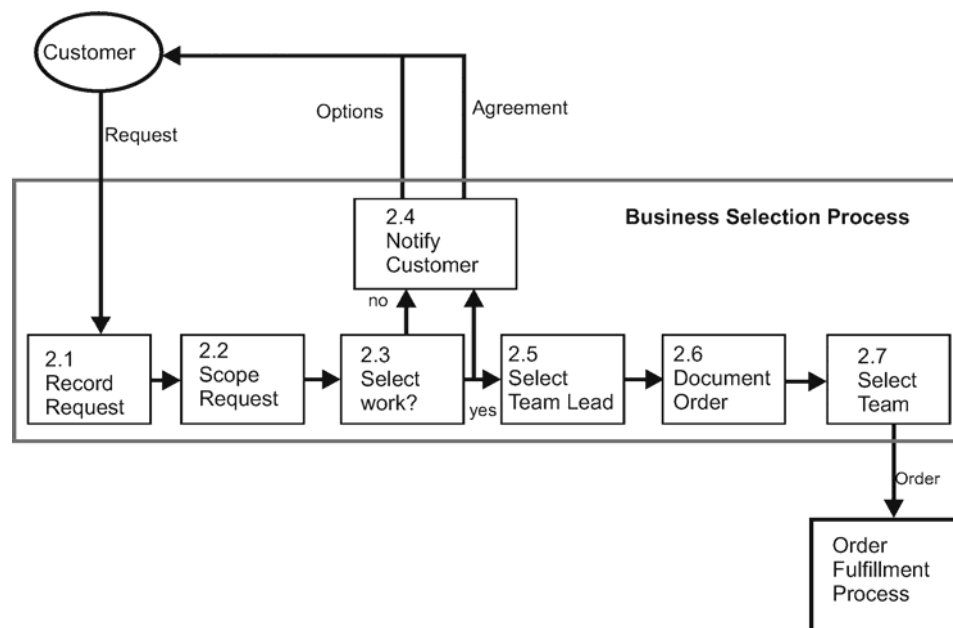 Customer
Options
Agreement
Request
Business Selection Process
2.4
Notify
Customer
no
2.1
Record
Request
2.2
Scope
Request
2.3
Select
work?
yes
2.5
Select
Team Lead
2.6
Document
Order
2.7
Select
Team
Order
Order
Fulfillment
Process